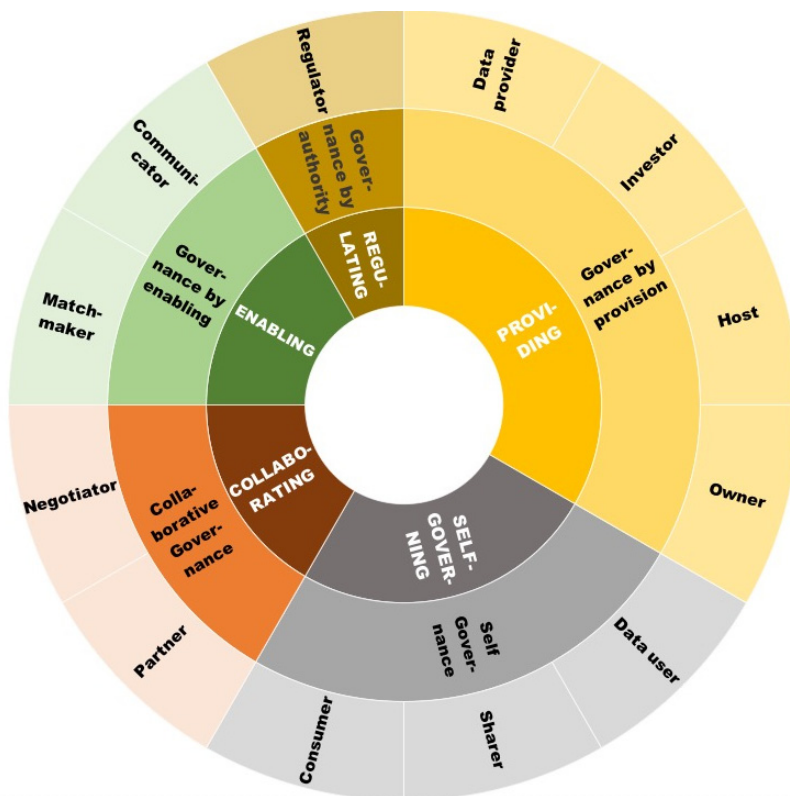 Regulator
Data
provider
Investor
Host
Owner
Data user
Sharer
Consumer
Partner
Negotiator
Match-
maker
Communi-
cator
Gover-
nance by
authority
Gover-
nance by
provision
Self
Gover-
nance
Colla-
borative
Gover-
nance
Gover-
nance by
enabling
REGU-
LATING
PROVI-
DING
SELF-
GOVER-
NING
COLLABO-
RATING
ENABLING